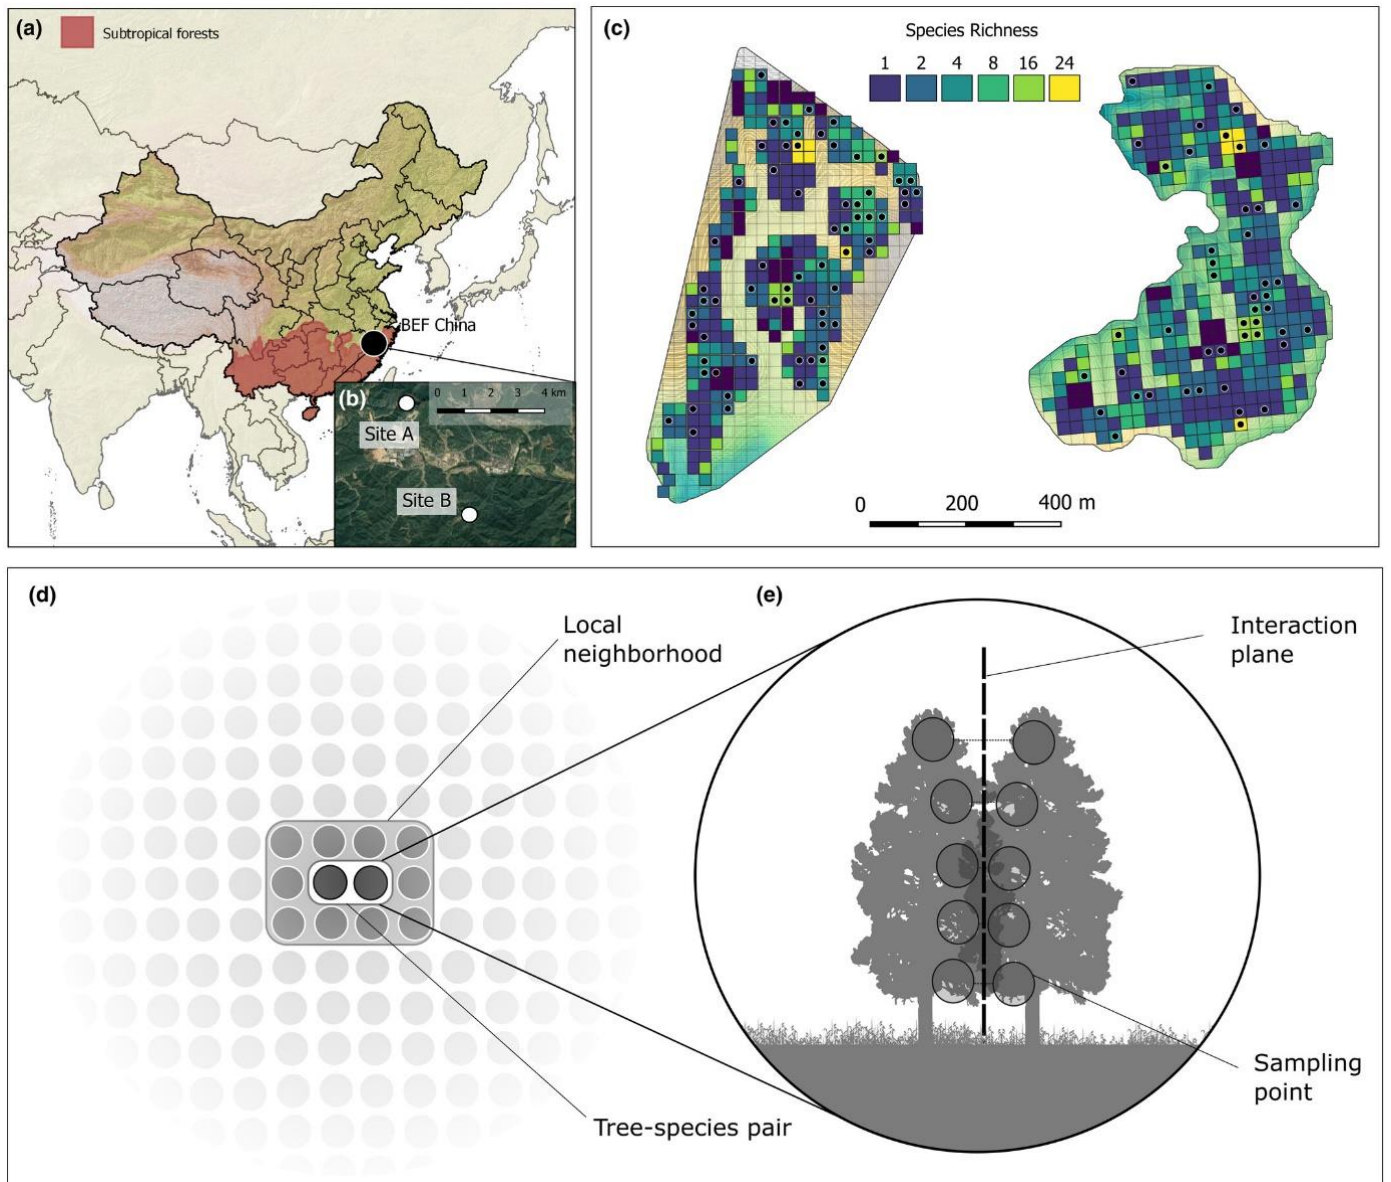 (a)
Subtropical forests
BEF China
(b)
0 1 2 3 4 km
Site A
Site B
(c)
Species Richness
1 2 4 8 16 24
0 200 400 m
(d)
Local
neighborhood
Tree-species pair
(e)
Interaction
plane
Sampling
point